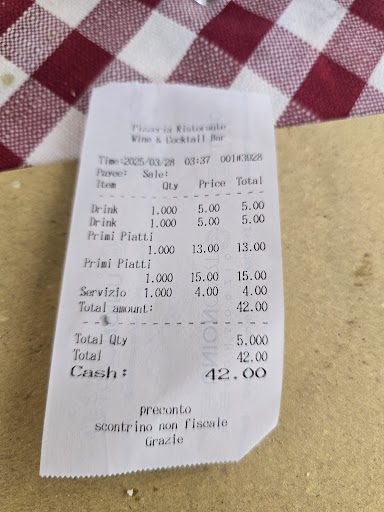 Pizzeria Ristorante
Wine & Cocktail Bar
Time:2025/03/28 03:37 001#3928
Payee: Sale:
Item Qty Price Total
Drink 1.000 5.00 5.00
Drink 1.000 5.00 5.00
Primi Piatti
1.000 13.00 13.00
Primi Piatti
1.000 15.00 15.00
Servizio 1.000 4.00 4.00
Total amount: 42.00
Total Qty 5.000
Total 42.00
Cash: 42.00
preconto
scontrino non fiscale
Grazie